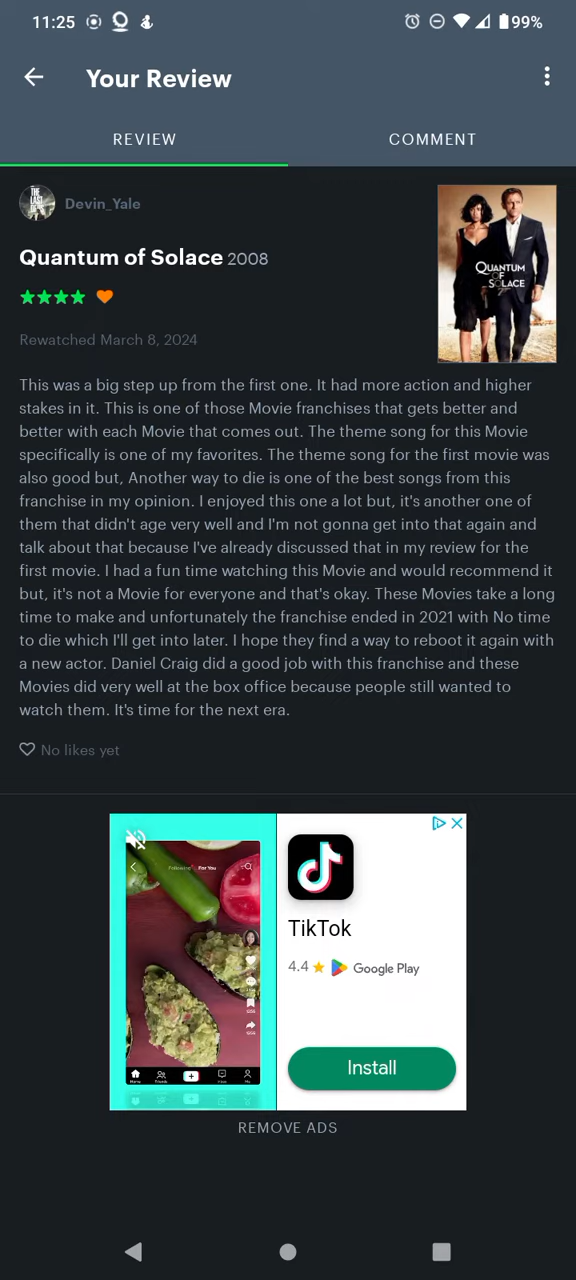 11:25
99%
Your Review
REVIEW
COMMENT
THE LAST
Devin_Yale
Quantum of Solace 2008
QUANTUM
OF
SOLACE
Rewatched March 8, 2024
This was a big step up from the first one. It had more action and higher
stakes in it. This is one of those Movie franchises that gets better and
better with each Movie that comes out. The theme song for this Movie
specifically is one of my favorites. The theme song for the first movie was
also good but, Another way to die is one of the best songs from this
franchise in my opinion. I enjoyed this one a lot but, it's another one of
them that didn't age very well and I'm not gonna get into that again and
talk about that because I've already discussed that in my review for the
first movie. I had a fun time watching this Movie and would recommend it
but, it's not a Movie for everyone and that's okay. These Movies take a long
time to make and unfortunately the franchise ended in 2021 with No time
to die which I'll get into later. I hope they find a way to reboot it again with
a new actor. Daniel Craig did a good job with this franchise and these
Movies did very well at the box office because people still wanted to
watch them. It's time for the next era.
No likes yet
Following
For You
Home
Friends
TikTok
4.4
Google Play
Install
REMOVE ADS